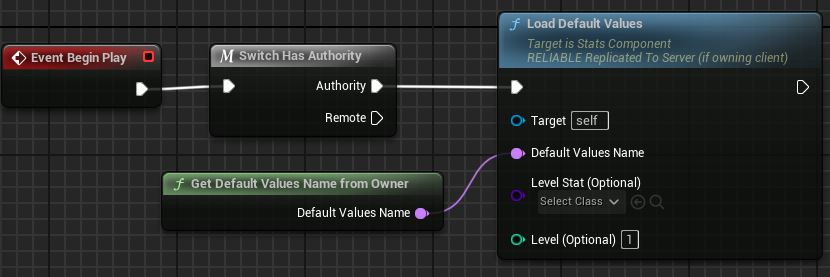 Event Begin Play
Switch Has Authority
Authority
Remote
Get Default Values Name from Owner
Default Values Name
Load Default Values
Target is Stats Component
RELIABLE Replicated To Server (if owning client)
Target self
Default Values Name
Level Stat (Optional)
Select Class
Level (Optional) 1